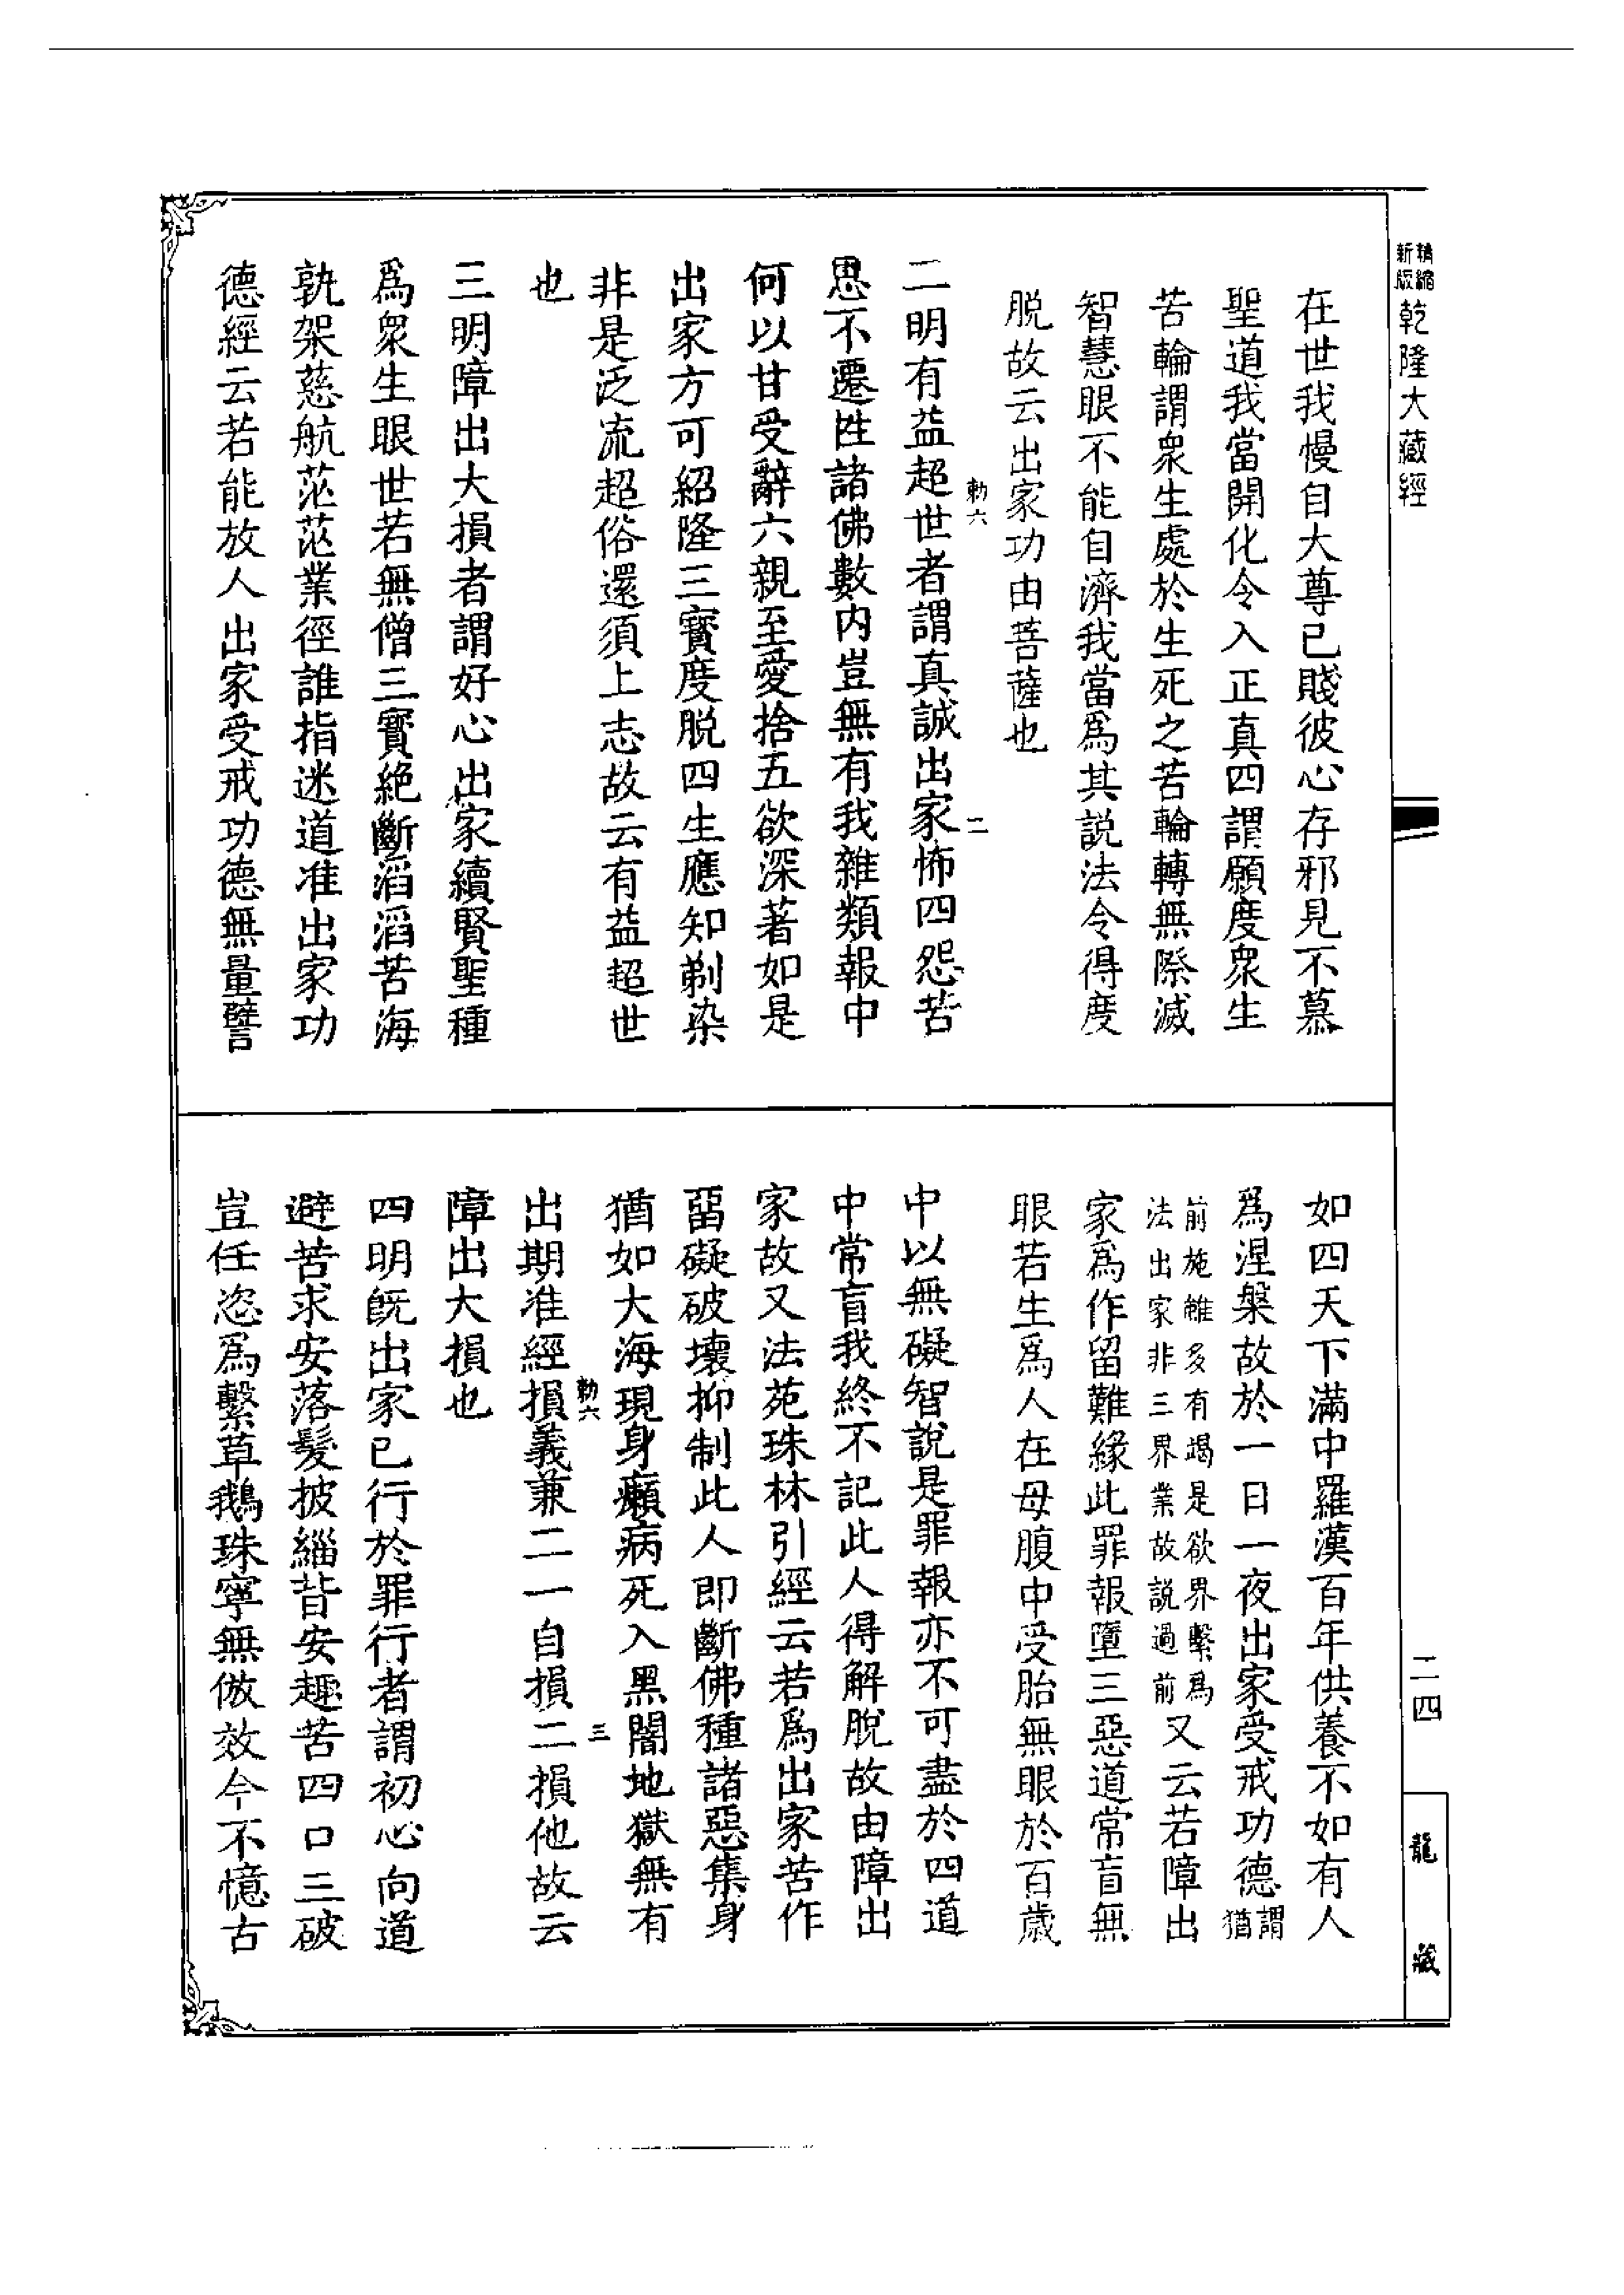 精縮新版乾隆大藏經
在世我慢自大尊已賤彼心存邪見不慕
聖道我當開化令入正真四謂願度衆生
苦輪謂衆生處於生死之苦輪轉無際滅
智慧眼不能自濟我當爲其説法令得度
脱故云出家功由菩薩也
勅六 二
二明有益超世者謂真誠出家怖四怨苦
思不遷性諸佛數内豈無有我雜類報中
何以甘受辭六親至愛捨五欲深著如是
出家方可紹隆三寳度脱四生應知剃染
非是泛流超俗還須上志故云有益超世
也
三明障出大損者謂好心出家續賢聖種
爲衆生眼世若無僧三寳絶斷滔滔苦海
孰架慈航茫茫業徑誰指迷道准出家功
德經云若能放人出家受戒功德無量譬
如四天下滿中羅漢百年供養不如有人
爲涅槃故於一日一夜出家受戒功德謂猶
前施雖多有竭是欲界繫爲
法出家非三界業故説過前又云若障出
家爲作留難緣此罪報墮三惡道常盲無
眼若生爲人在母腹中受胎無眼於百歲
中以無礙智説是罪報亦不可盡於四道
中常盲我終不記此人得解脫故由障出
家故又法苑珠林引經云若爲出家苦作
留礙破壞抑制此人即斷佛種諸惡集身
猶如大海現身癩病死入黑闇地獄無有
勅六 三
出期准經損義兼二一自損二損他故云
障出大損也
四明旣出家已行於罪行者謂初心向道
避苦求安落髮披緇背安趣苦四口三破
豈任恣爲繫草鵝珠寧無倣效今不憶古
二四
龍藏